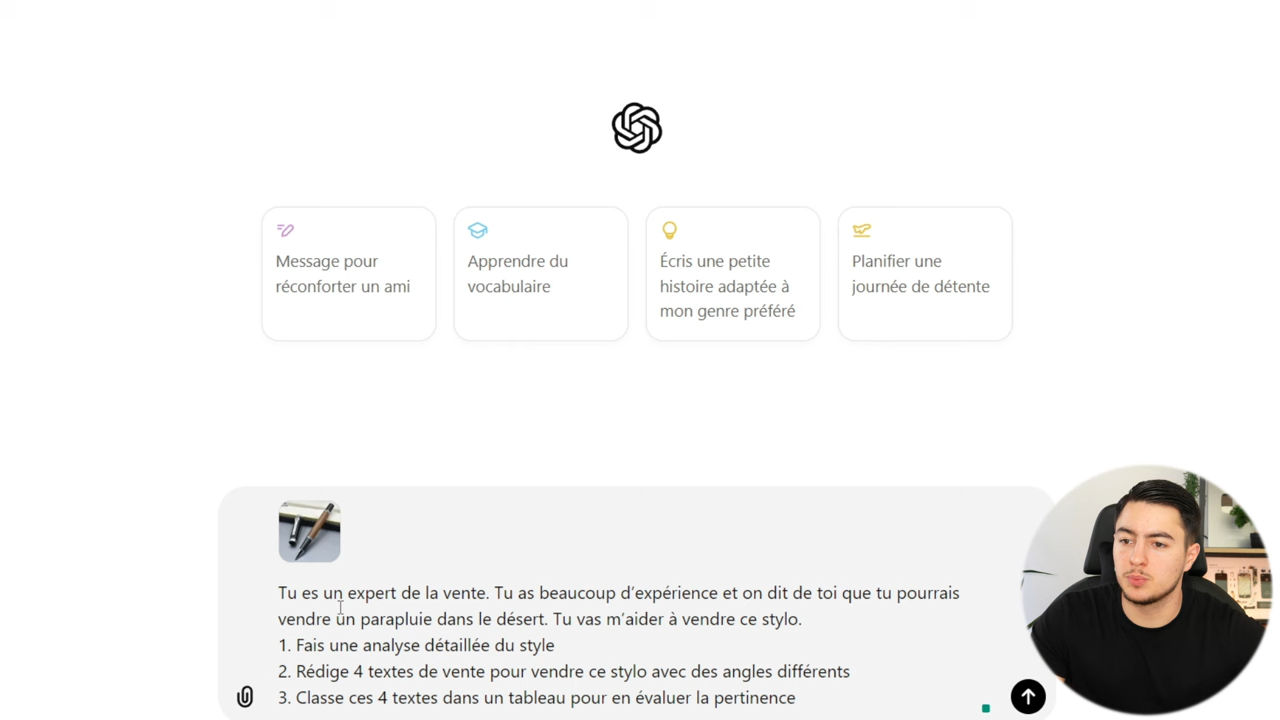 Message pour
réconforter un ami
Apprendre du
vocabulaire
Écris une petite
histoire adaptée à
mon genre préféré
Planifier une
journée de détente
Tu es un expert de la vente. Tu as beaucoup d’expérience et on dit de toi que tu pourrais
vendre un parapluie dans le désert. Tu vas m’aider à vendre ce stylo.
1. Fais une analyse détaillée du style
2. Rédige 4 textes de vente pour vendre ce stylo avec des angles différents
3. Classe ces 4 textes dans un tableau pour en évaluer la pertinence